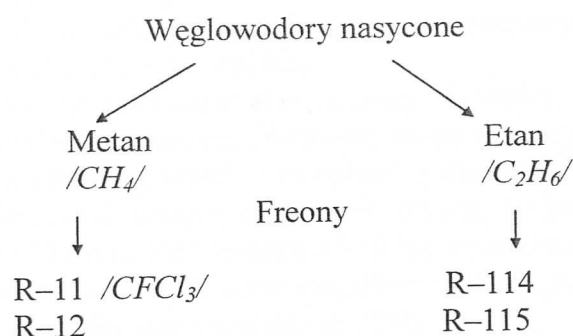 Węglowodory nasycone
Metan
/CH₄/
Etan
/C₂H₆/
Freony
R–11 /CFCl₃/
R–12
R–114
R–115